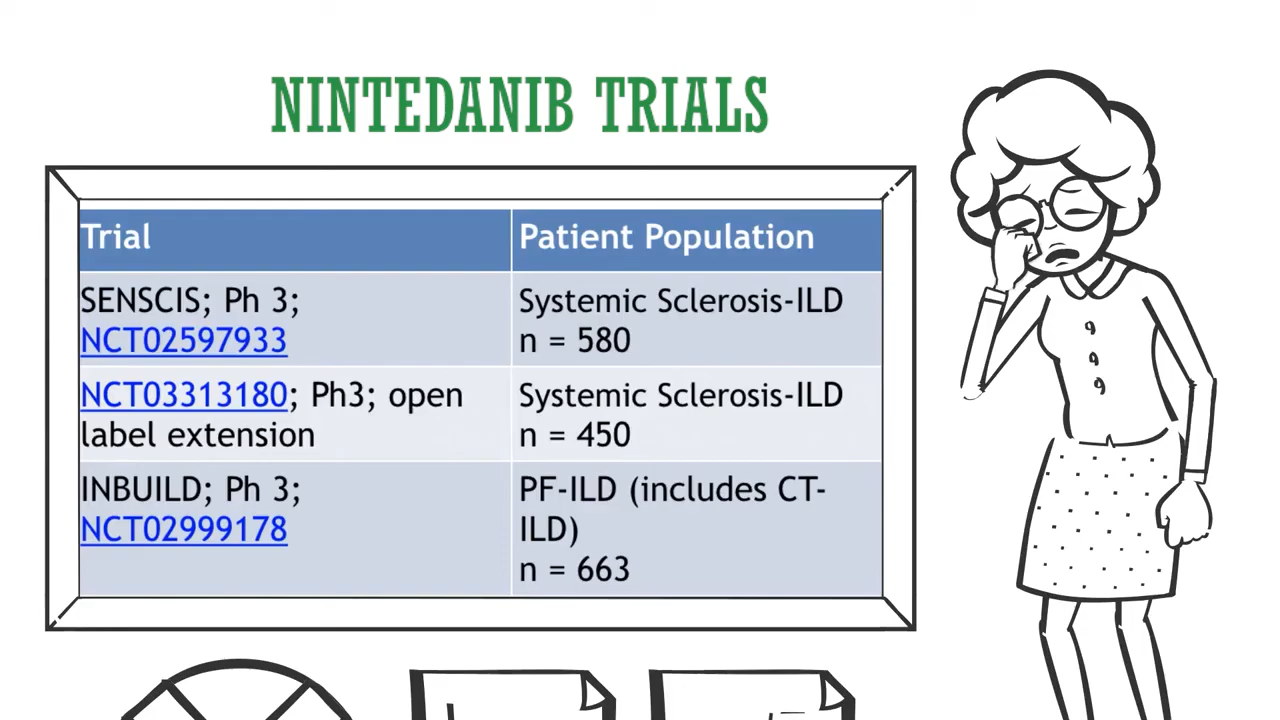 NINTEDANIB TRIALS
Trial
Patient Population
SENSCIS; Ph 3;
NCT02597933
Systemic Sclerosis-ILD
n = 580
NCT03313180; Ph3; open
label extension
Systemic Sclerosis-ILD
n = 450
INBUILD; Ph 3;
NCT02999178
PF-ILD (includes CT-
ILD)
n = 663